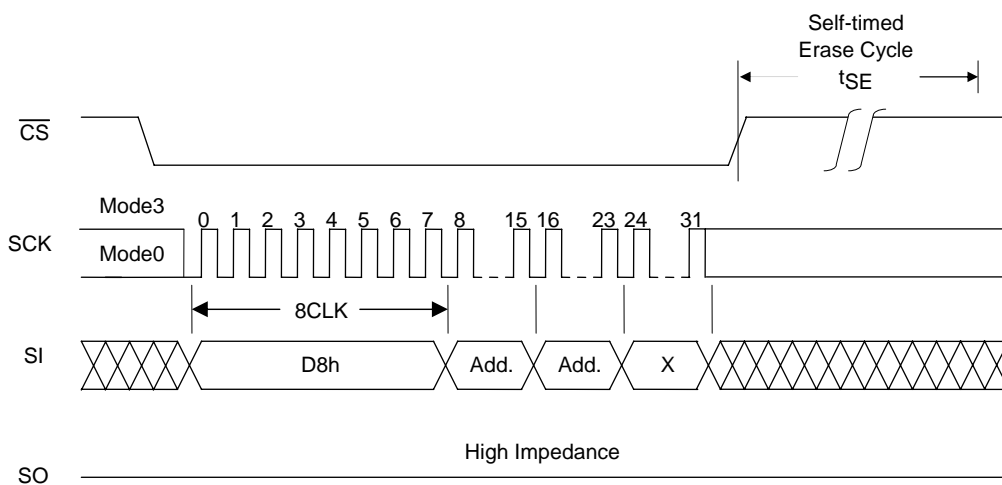 Self-timed
Erase Cycle
tSE
CS
Mode3
0 1 2 3 4 5 6 7 8 15 16 23 24 31
SCK
Mode0
8CLK
SI
D8h Add. Add. X
High Impedance
SO